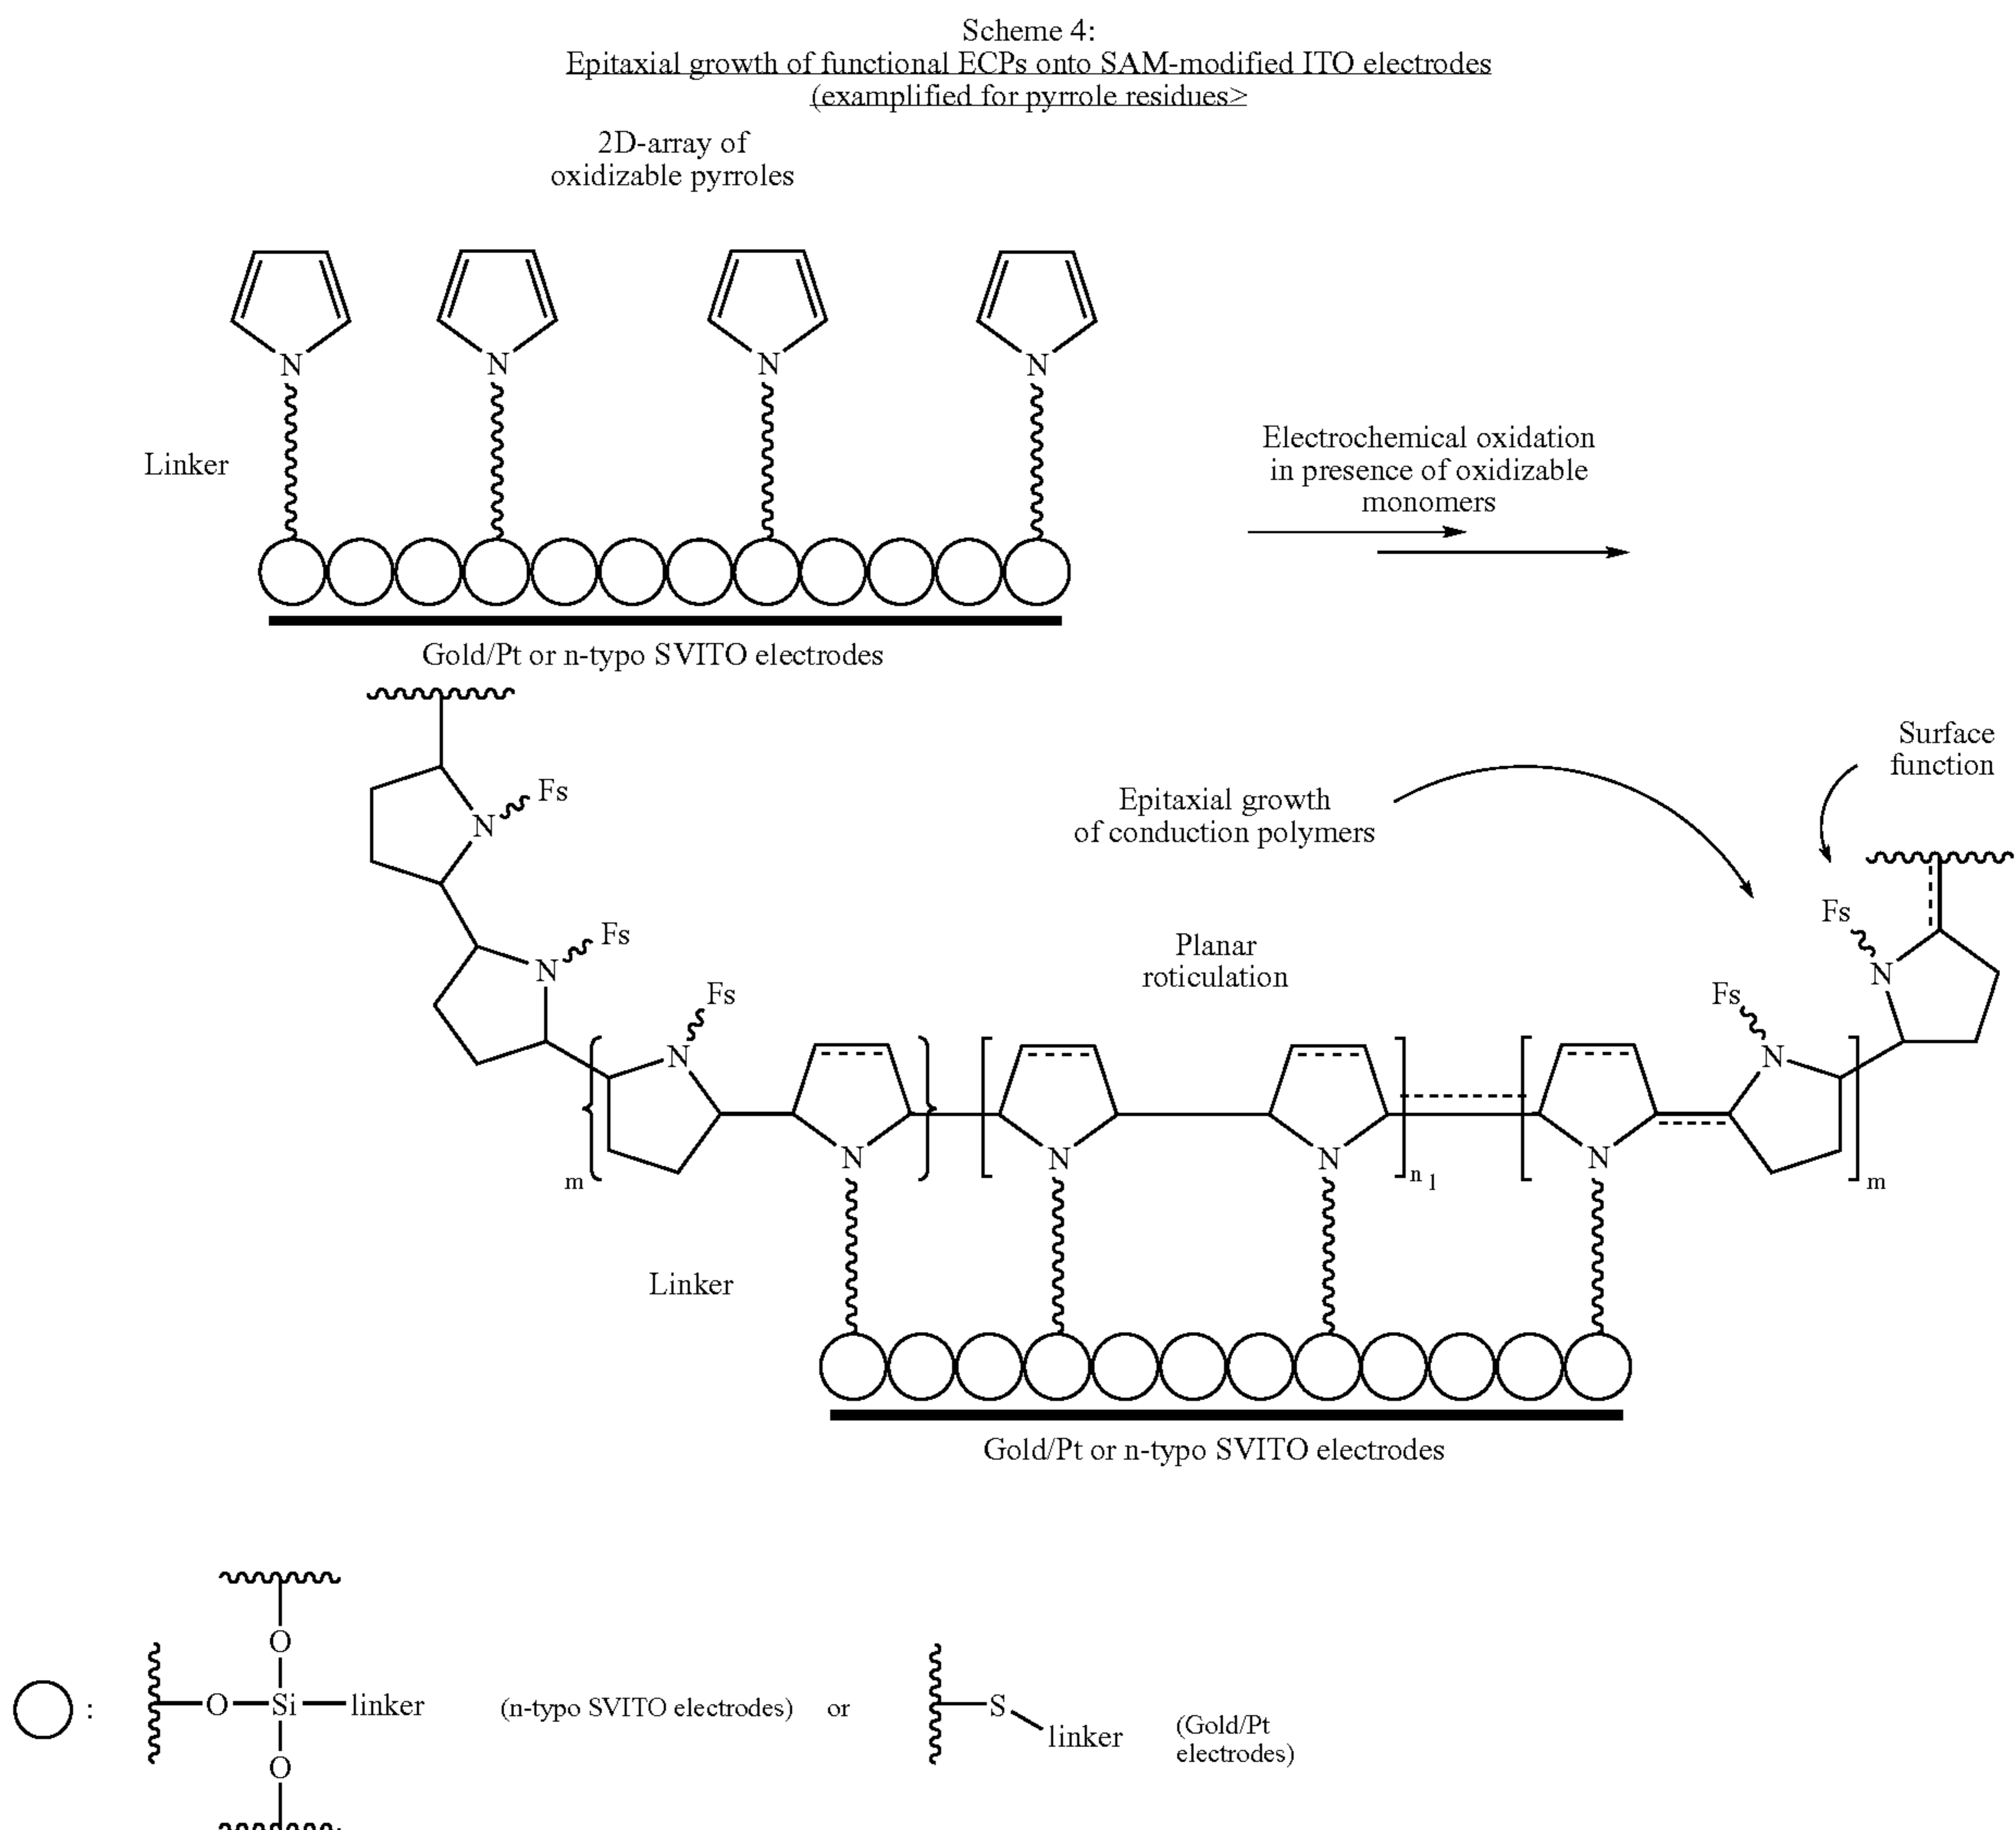 Scheme 4:
Epitaxial growth of functional ECPs onto SAM-modified ITO electrodes
(examplified for pyrrole residues≥
2D-array of
oxidizable pyrroles
N N N N
Linker
Electrochemical oxidation
in presence of oxidizable
monomers
Gold/Pt or n-typo SVITO electrodes
Surface
function
Fs
N
Epitaxial growth
of conduction polymers
Fs
N
Fs
N
Planar
roticulation
Fs
N
Fs
N
Fs
N
N N N N
m
n 1
m
Linker
Gold/Pt or n-typo SVITO electrodes
O
: O Si linker (n-typo SVITO electrodes) or S linker (Gold/Pt
electrodes)
O